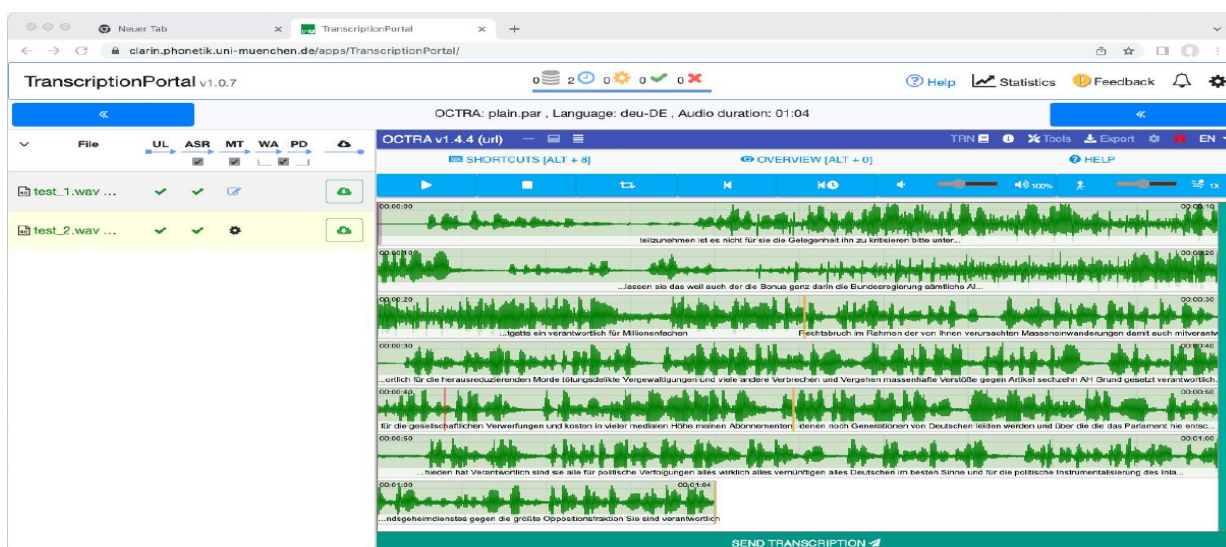 Neuer Tab × TranscriptionPortal × +
clarin.phonetik.uni-muenchen.de/apps/TranscriptionPortal/
TranscriptionPortal v1.0.7 0 2 0 0 0 Help Statistics Feedback
OCTRA: plain.par , Language: deu-DE , Audio duration: 01:04
File UL ASR MT WA PD
test_1.wav ...
test_2.wav ...
OCTRA v1.4.4 (url) TRN Tools Export EN
SHORTCUTS [ALT + 8] OVERVIEW [ALT + 0] HELP
100% 1X
00:00:00 00:00:10
teilzunehmen ist es nicht für sie die Gelegenheit ihn zu kritisieren bitte unter...
00:00:10 00:00:20
...lassen sie das weil auch der die Bonus ganz darin die Bundesregierung sämtliche Al...
00:00:20 00:00:30
...tgatte ein verantwortlich für Millionenfachen Rechtsbruch im Rahmen der von Ihnen verursachten Masseneinwanderungen damit auch mitverantw
00:00:30 00:00:40
...ortlich für die herausreduzierenden Morde tötungsdelikte Vergewaltigungen und viele andere Verbrechen und Vergehen massenhafte Verstöße gegen Artikel sechzehn AH Grund gesetzt verantwortlich.
00:00:40 00:00:50
für die gesellschaftlichen Verwerfungen und kosten in vieler medialen Höhe meinen Abonnementen denen noch Generationen von Deutschen leiden werden und über die die das Parlament nie entsc...
00:00:50 00:01:00
...hieden hat Verantwortlich sind sie alle für politische Verfolgungen alles wirklich alles vernünftigen alles Deutschen im besten Sinne und für die politische Instrumentalisierung des Inla...
00:01:00 00:01:04
...ndsgeheimdienstes gegen die größte Oppositionsfraktion Sie sind verantwortlich
SEND TRANSCRIPTION